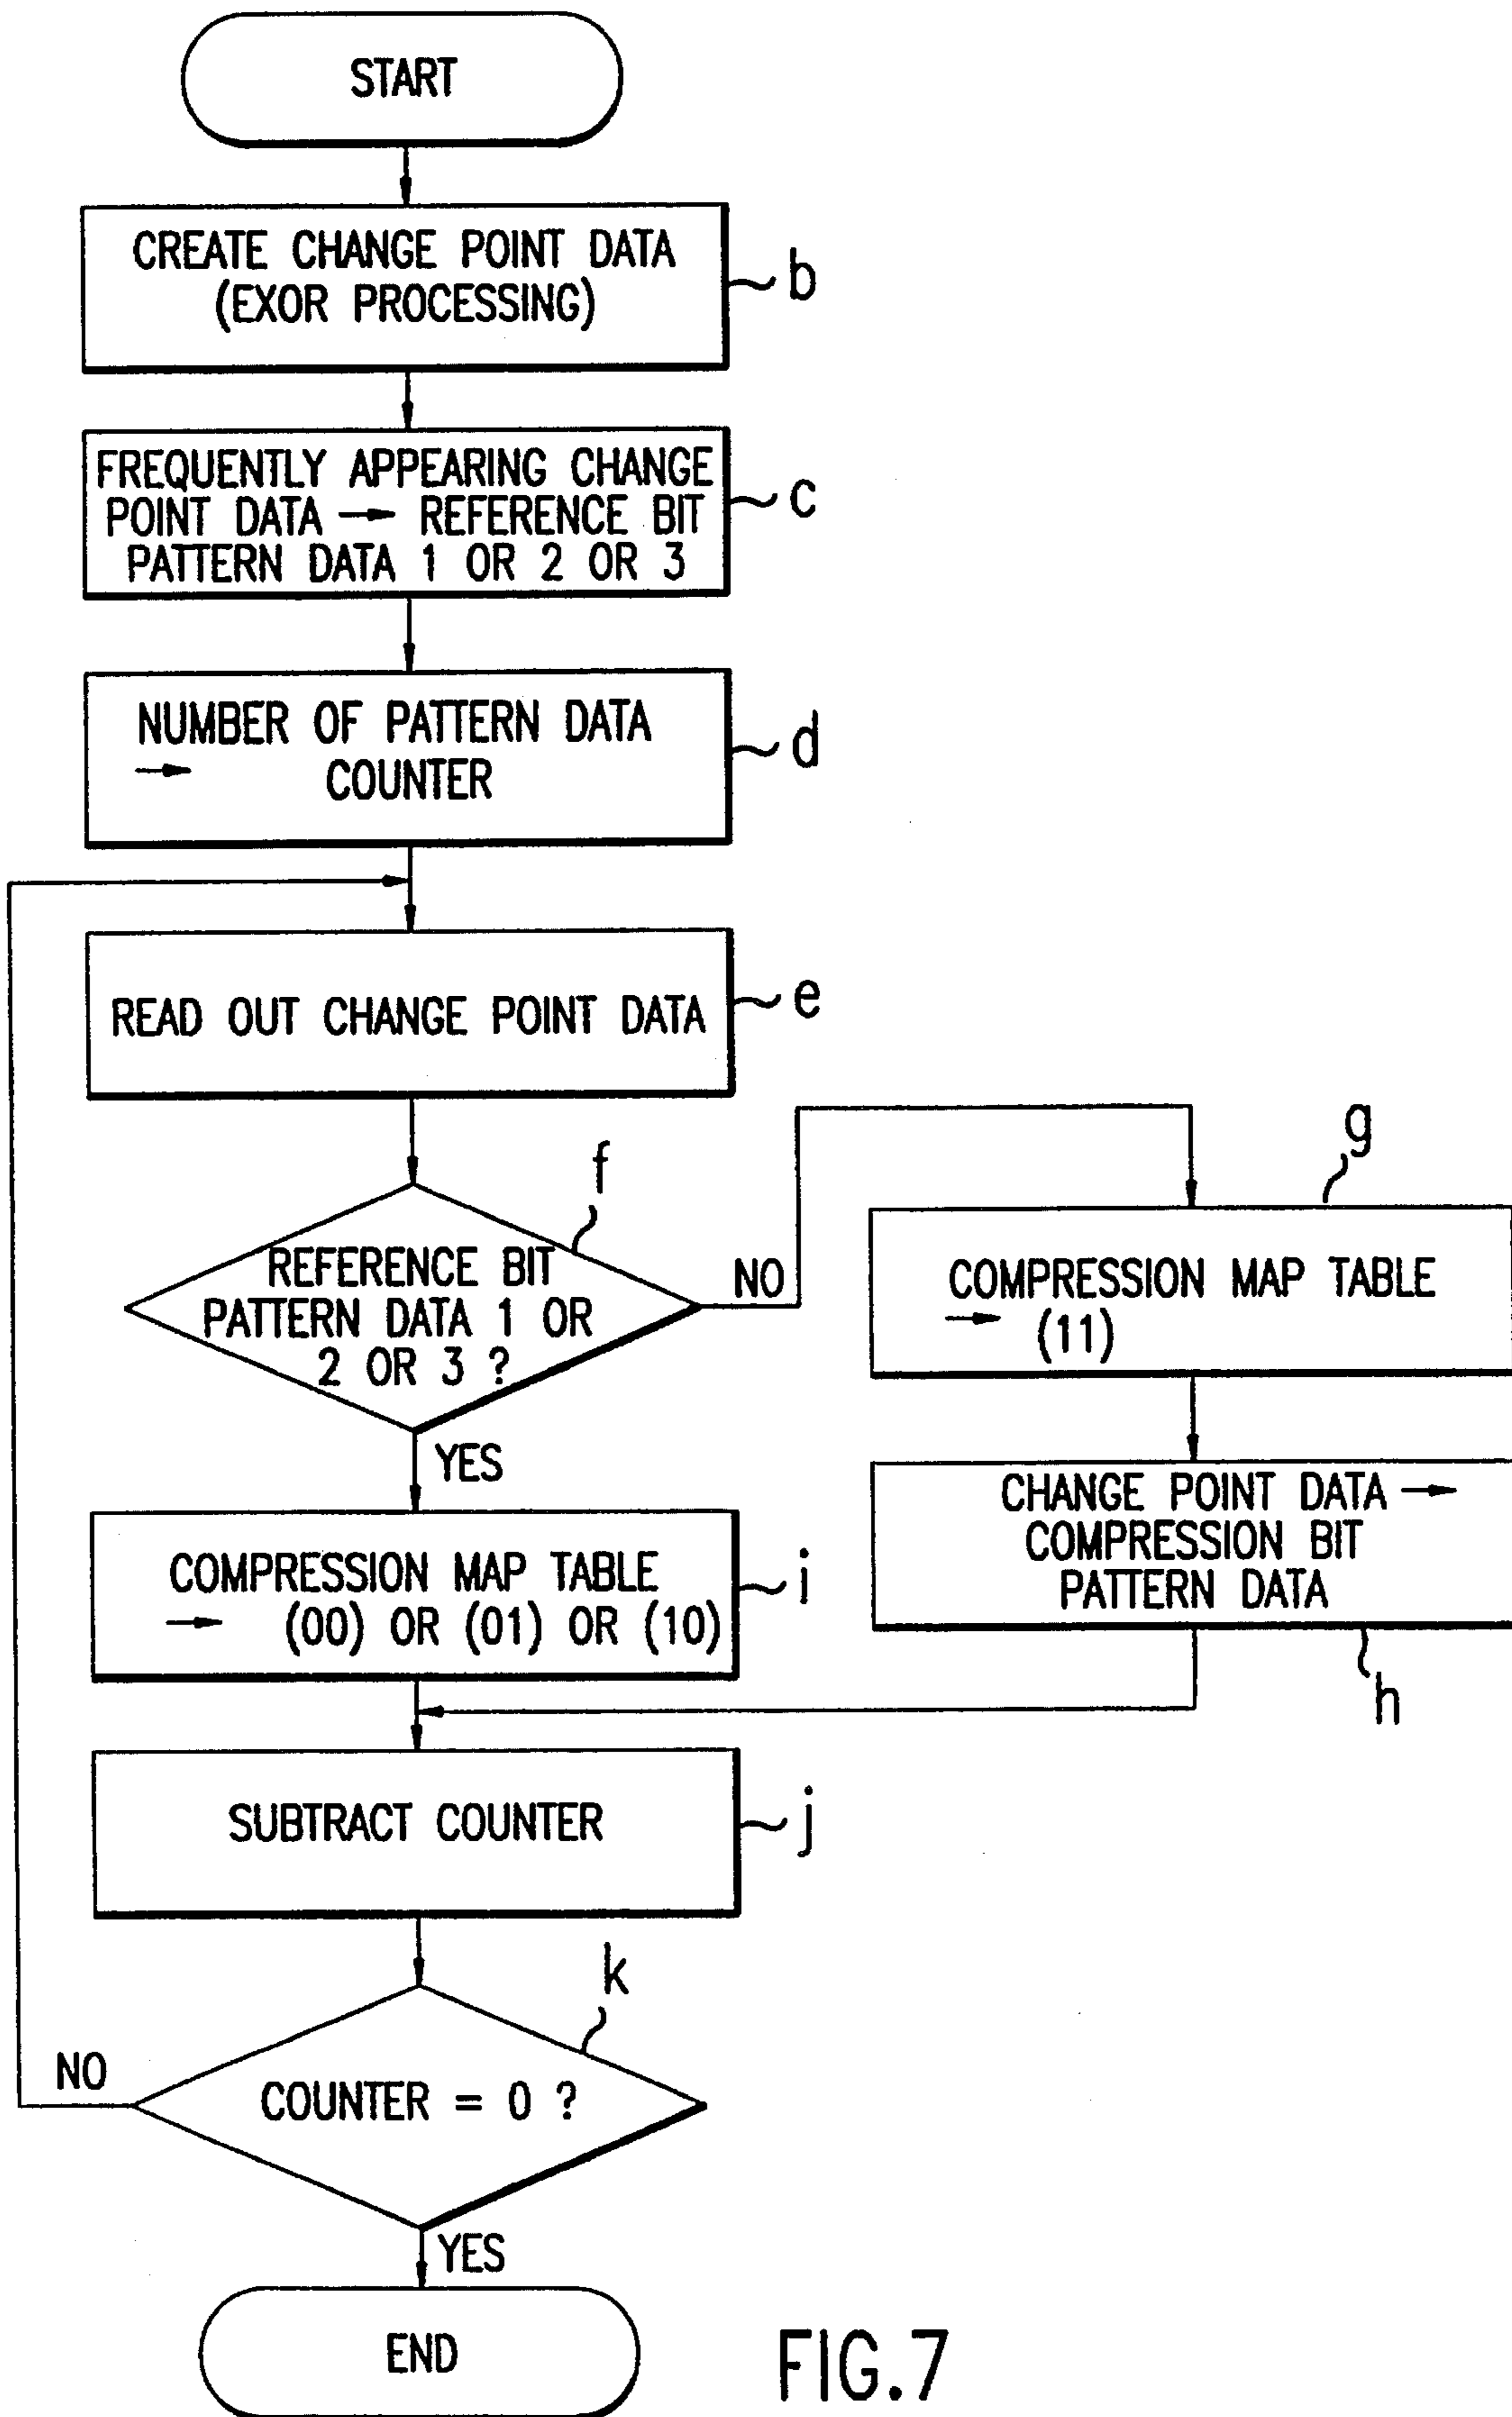 START
CREATE CHANGE POINT DATA
(EXOR PROCESSING)
b
FREQUENTLY APPEARING CHANGE
POINT DATA → REFERENCE BIT
PATTERN DATA 1 OR 2 OR 3
c
NUMBER OF PATTERN DATA
→ COUNTER
d
READ OUT CHANGE POINT DATA
e
f
REFERENCE BIT
PATTERN DATA 1 OR
2 OR 3 ?
NO
g
COMPRESSION MAP TABLE
→ (11)
YES
CHANGE POINT DATA →
COMPRESSION BIT
PATTERN DATA
h
COMPRESSION MAP TABLE
→ (00) OR (01) OR (10)
i
SUBTRACT COUNTER
j
k
COUNTER = 0 ?
NO
YES
END
FIG.7